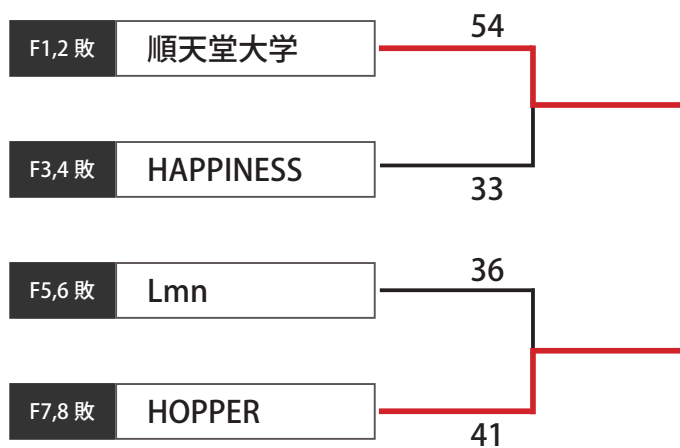 F1,2 敗 順天堂大学 54
F3,4 敗 HAPPINESS 33
F5,6 敗 Lmn 36
F7,8 敗 HOPPER 41